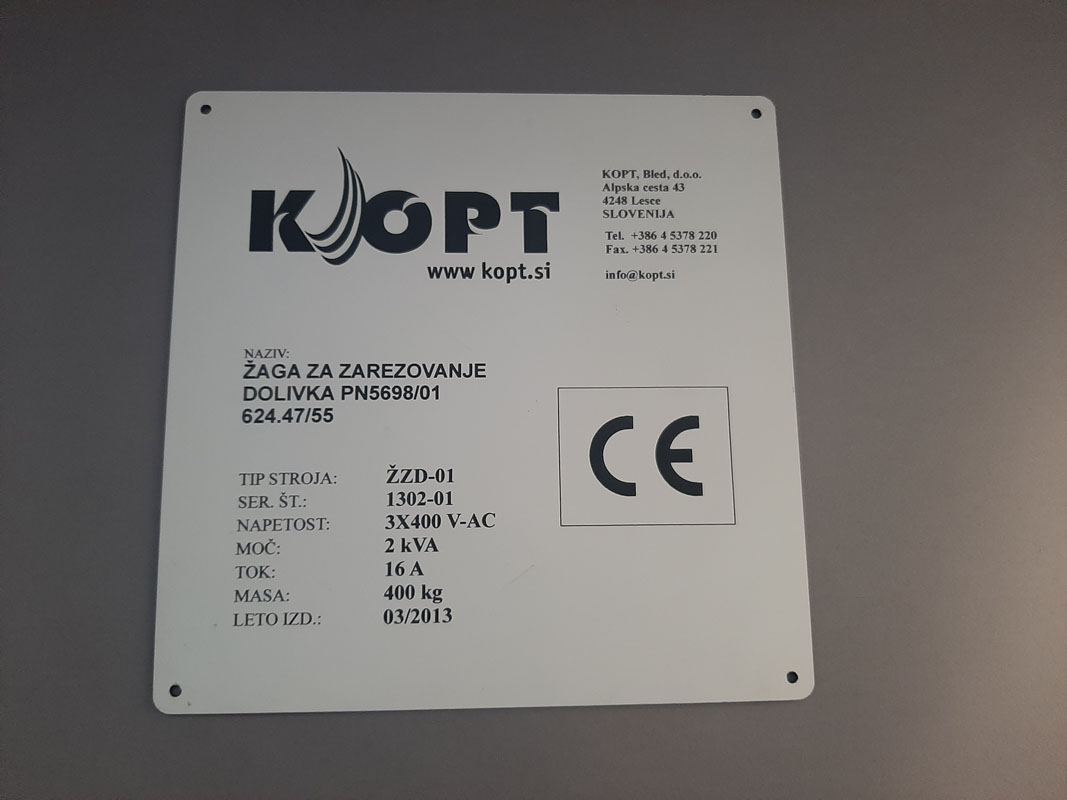 KOPT
www kopt.si
KOPT, Bled, d.o.o.
Alpska cesta 43
4248 Lesce
SLOVENIJA
Tel. +386 4 5378 220
Fax. +386 4 5378 221
info@kopt.si
NAZIV:
ŽAGA ZA ZAREZOVANJE
DOLIVKA PN5698/01
624.47/55
CE
TIP STROJA: ŽZD-01
SER. ŠT.: 1302-01
NAPETOST: 3X400 V-AC
MOČ: 2 kVA
TOK: 16 A
MASA: 400 kg
LETO IZD.: 03/2013